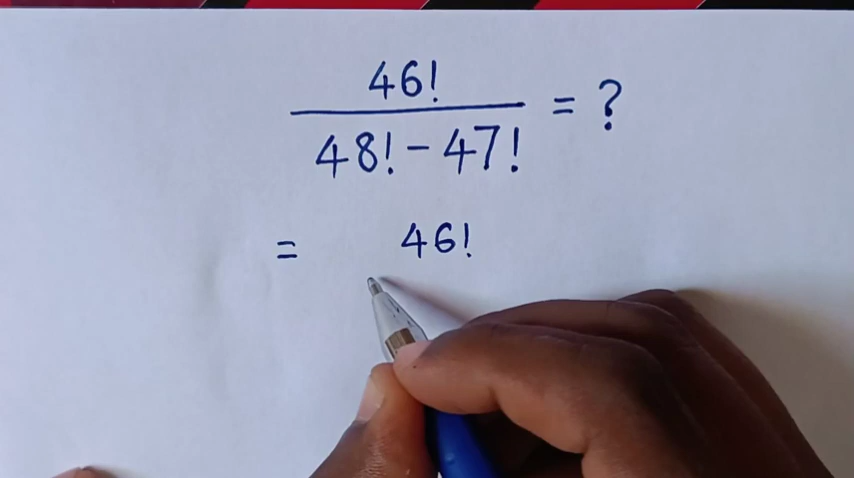 46!
48! - 47! = ?
= 46!